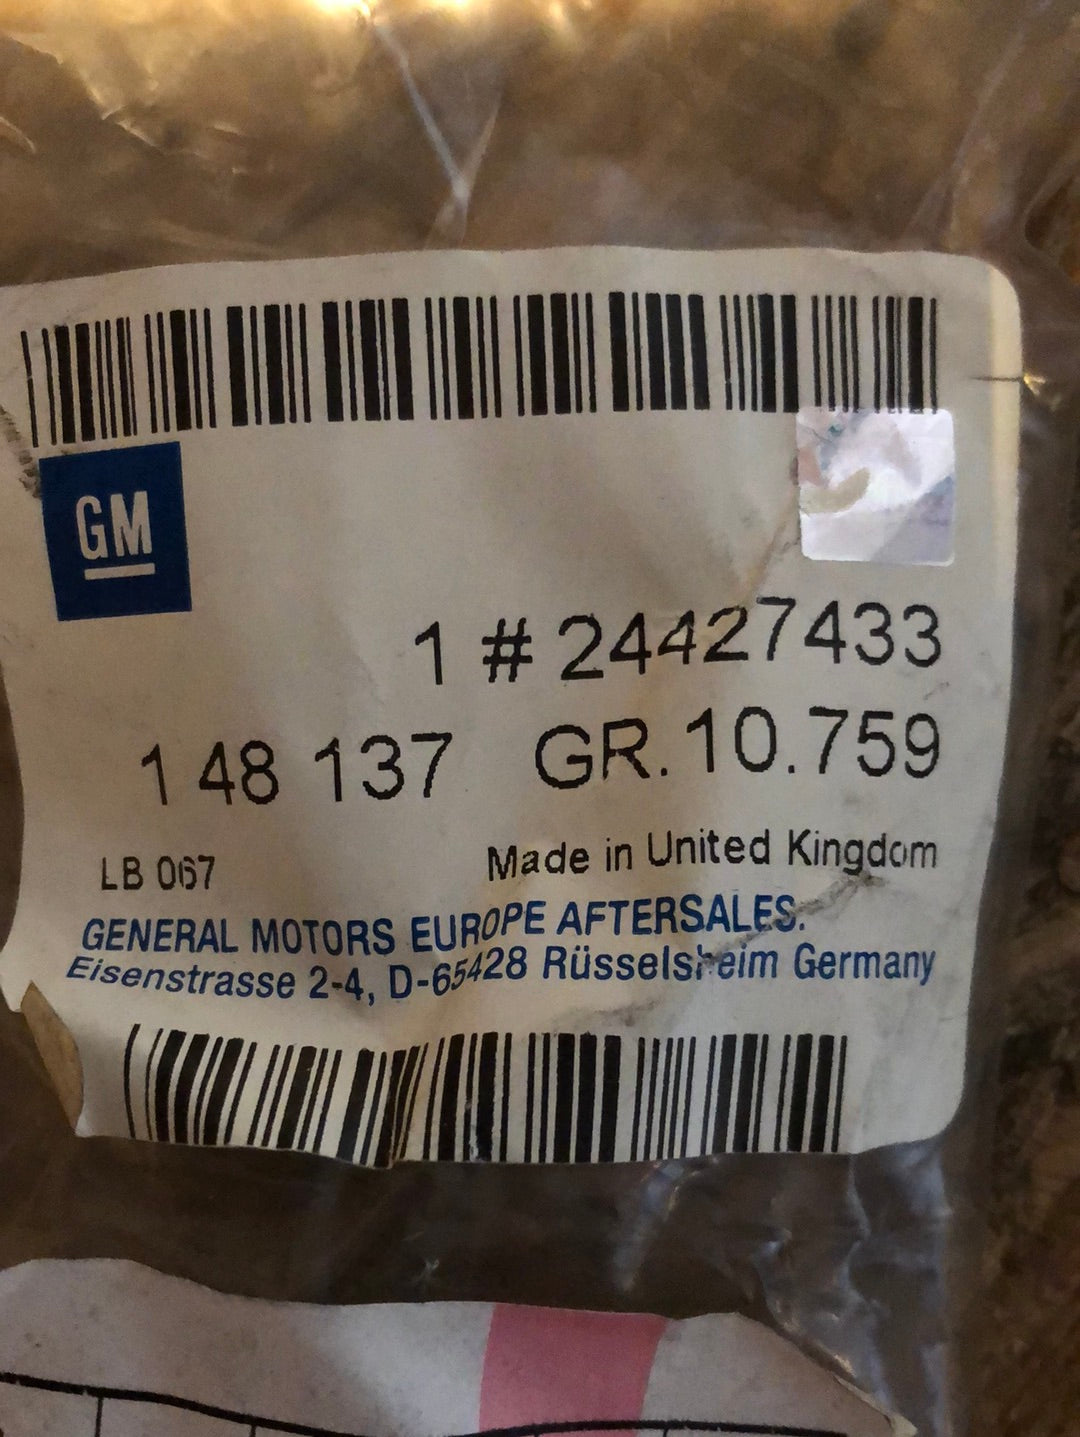 GM
1 # 24427433
1 48 137 GR.10.759
LB 067 Made in United Kingdom
GENERAL MOTORS EUROPE AFTERSALES.
Eisenstrasse 2-4, D-65428 Rüsselsheim Germany